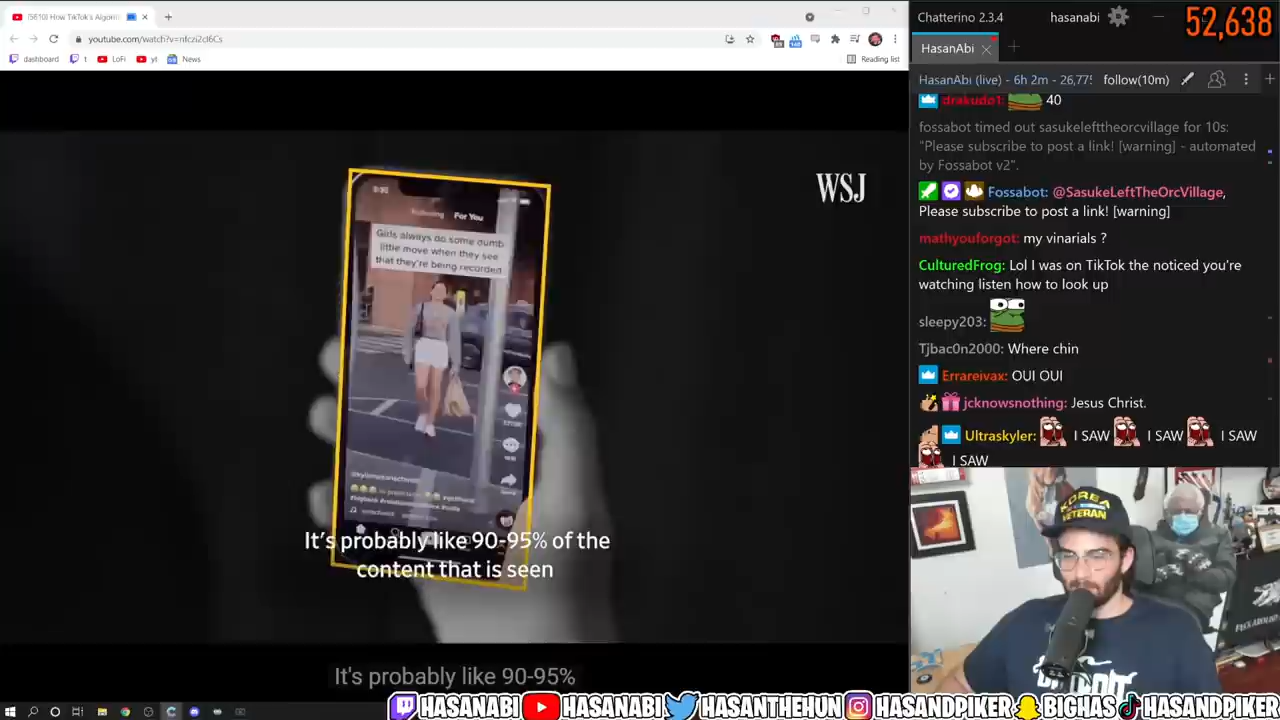 (5610) How TikTok's Algorit
youtube.com/watch?v=nfczi2cI6Cs
dashboard
t
LoFi
yt
News
Reading list
WSJ
Following For You
Girls always do some dumb
little move when they see
that they're being recorded
It's probably like 90-95% of the
content that is seen
It's probably like 90-95%
Chatterino 2.3.4
hasanabi
52,638
HasanAbi
HasanAbi (live) - 6h 2m - 26,775
follow(10m)
drakudo1: 40
fossabot timed out sasukelefttheorcvillage for 10s:
"Please subscribe to post a link! [warning] - automated
by Fossabot v2".
Fossabot: @SasukeLeftTheOrcVillage,
Please subscribe to post a link! [warning]
mathyouforgot: my vinarials ?
CulturedFrog: Lol I was on TikTok the noticed you're
watching listen how to look up
sleepy203:
Tjbac0n2000: Where chin
Errareivax: OUI OUI
jcknowsnothing: Jesus Christ.
Ultraskyler: I SAW I SAW I SAW
I SAW
KOREA
VETERAN
HASANABI HASANABI HASANTHEHUN HASANDPIKER BIGHAS HASANDPIKER